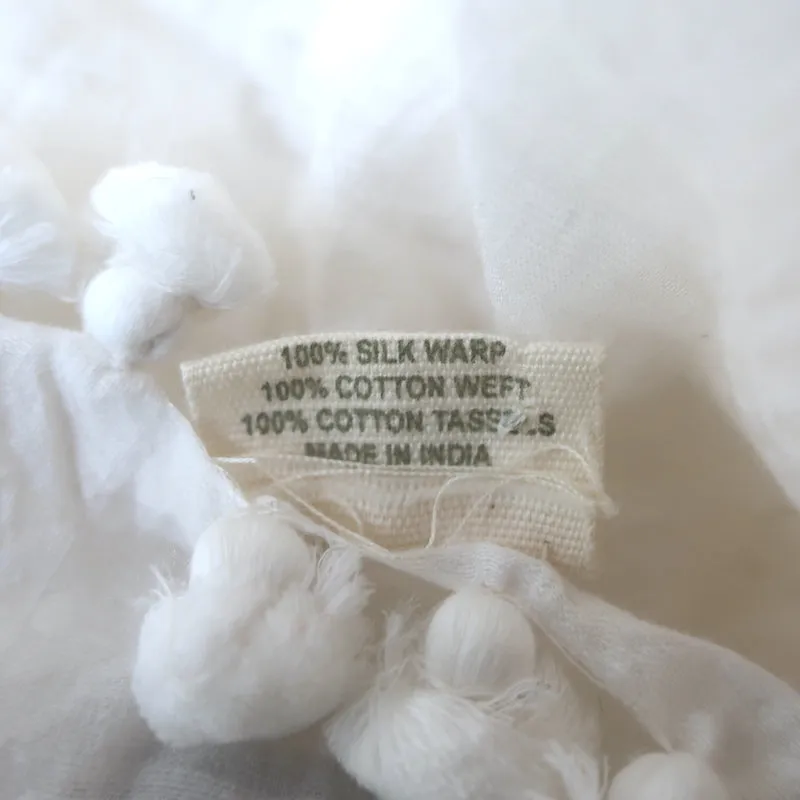 100% SILK WARP
100% COTTON WEFT
100% COTTON TASSELS
MADE IN INDIA